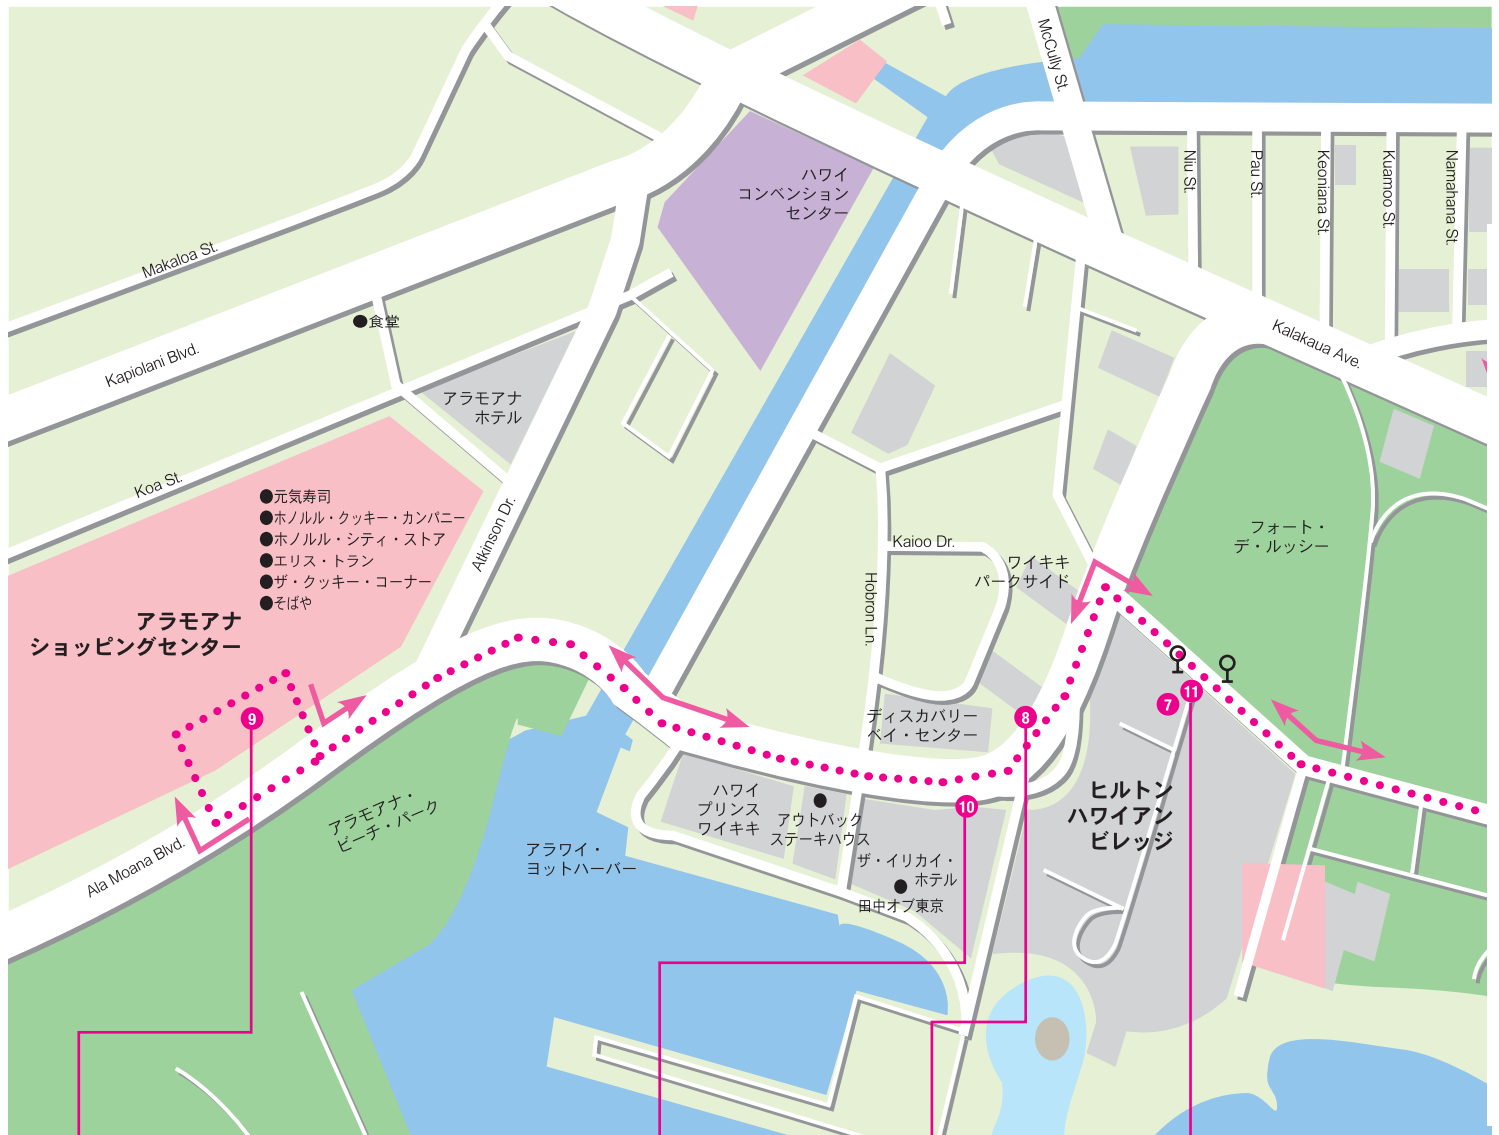 McCully St.
ハワイ
コンベンション
センター
Niu St.
Pau St.
Keoniana St.
Kuamoo St.
Namahana St.
Makaloa St.
●食堂
Kapiolani Blvd.
Kalakaua Ave.
アラモアナ
ホテル
Koa St.
●元気寿司
●ホノルル・クッキー・カンパニー
●ホノルル・シティ・ストア
●エリス・トラン
●ザ・クッキー・コーナー
●そばや
Atkinson Dr.
アラモアナ
ショッピングセンター
フォート・
デ・ルッシー
Kaioo Dr.
ワイキキ
パークサイド
Hobrom Ln.
9
8
7
11
10
ディスカバリー
ベイ・センター
ヒルトン
ハワイアン
ビレッジ
ハワイ
プリンス
ワイキキ
アウトバック
ステーキハウス
アラモアナ・
ビーチ・パーク
Ala Moana Blvd.
アラワイ・
ヨットハーバー
ザ・イリカイ・
ホテル
田中オブ東京